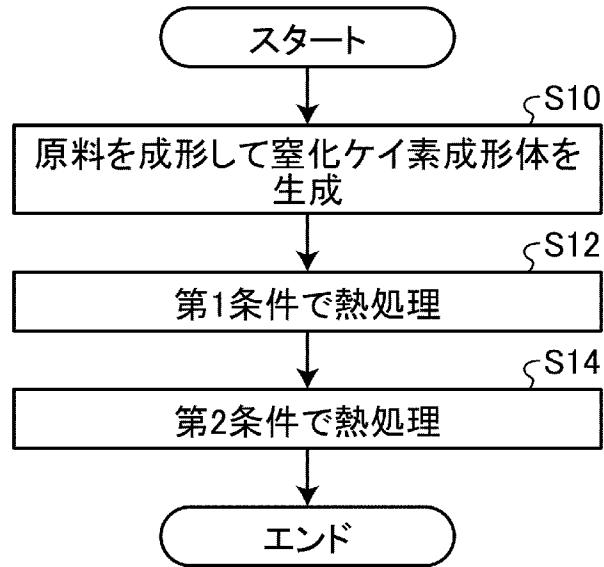 スタート
S10
原料を成形して窒化ケイ素成形体を
生成
S12
第1条件で熱処理
S14
第2条件で熱処理
エンド